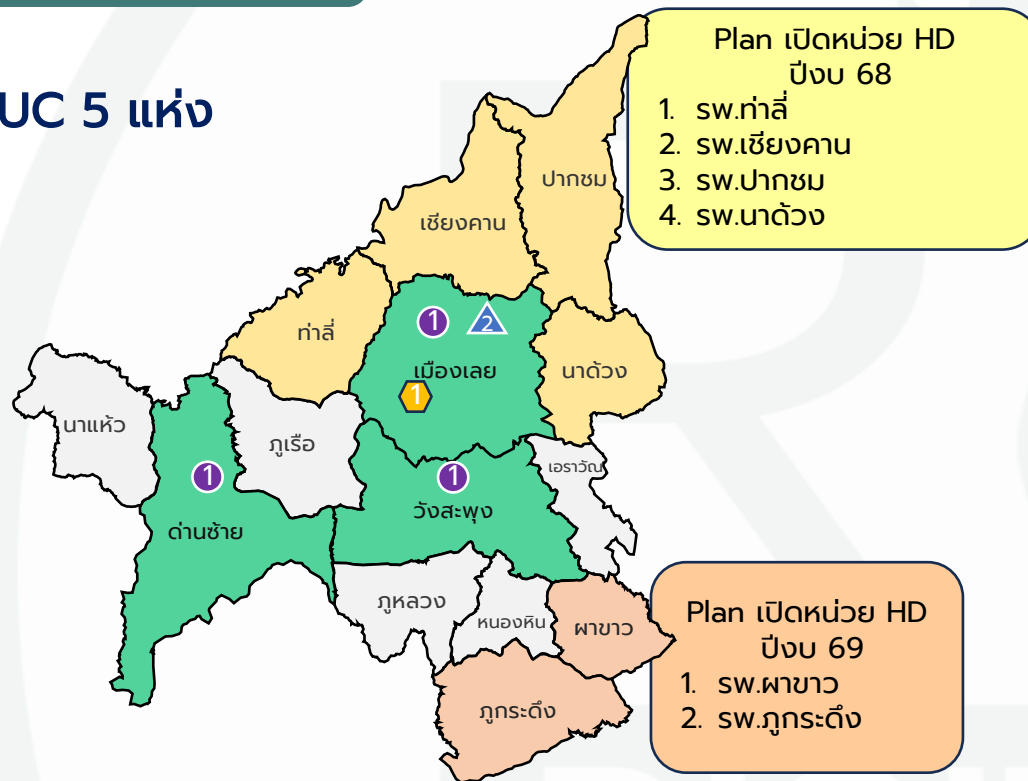 UC 5 แห่ง
Plan เปิดหน่วย HD
ปีงบ 68
1. รพ.ท่าลี่
2. รพ.เชียงคาน
3. รพ.ปากชม
4. รพ.นาด้วง
ปากชม
เชียงคาน
ท่าลี่
1
2
เมืองเลย
1
นาด้วง
นาแห้ว
ภูเรือ
เอราวัณ
1
ด่านซ้าย
1
วังสะพุง
ภูหลวง
หนองหิน
ผาขาว
ภูกระดึง
Plan เปิดหน่วย HD
ปีงบ 69
1. รพ.ผาขาว
2. รพ.ภูกระดึง